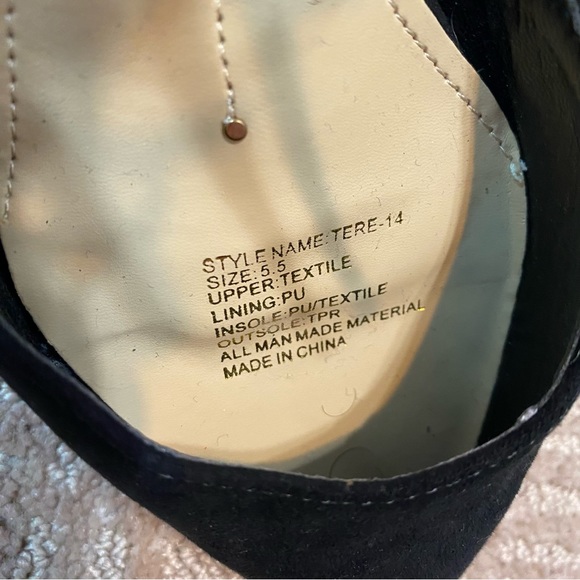 STYLE NAME:TERE-14
SIZE:5.5
UPPER:TEXTILE
LINING:PU
INSOLE:PU/TEXTILE
OUTSOLE:TPR
ALL MAN MADE MATERIAL
MADE IN CHINA